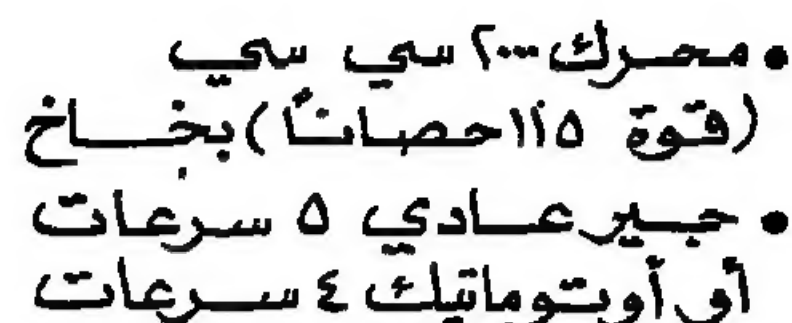 • محرك ٢٠٠٠ سي سي
(قوة ١١٥ حصاناً) بخاخ
• جير عادي ٥ سرعات
أو أوتوماتيك ٤ سرعات